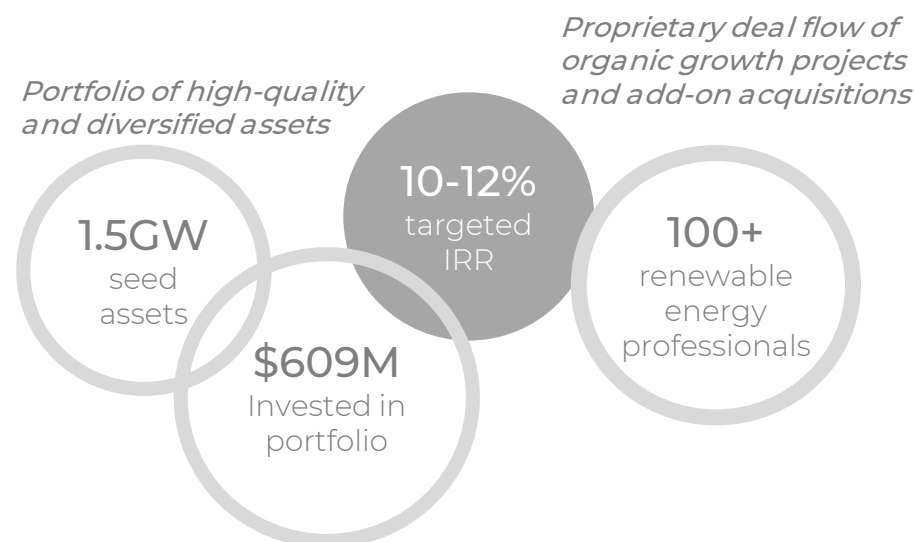 Proprietary deal flow of
organic growth projects
and add-on acquisitions
Portfolio of high-quality
and diversified assets
10-12%
targeted
IRR
1.5GW
seed
assets
100+
renewable
energy
professionals
$609M
Invested in
portfolio